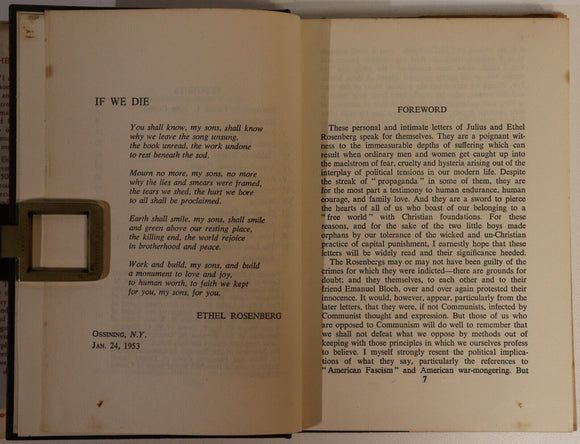 IF WE DIE
You shall know, my sons, shall know
why we leave the song unsung,
the book unread, the work undone
to rest beneath the sod.
Mourn no more, my sons, no more
why the lies and smears were framed,
the tears we shed, the hurt we bore
to all shall be proclaimed.
Earth shall smile, my sons, shall smile
and green above our resting place,
the killing end, the world rejoice
in brotherhood and peace.
Work and build, my sons, and build
a monument to love and joy,
to human worth, to faith we kept
for you, my sons, for you.
ETHEL ROSENBERG
OSSINING, N.Y.
JAN. 24, 1953
FOREWORD
These personal and intimate letters of Julius and Ethel
Rosenberg speak for themselves. They are a poignant wit-
ness to the immeasurable depths of suffering which can
result when ordinary men and women get caught up into
the maelstrom of fear, cruelty and hysteria arising out of the
interplay of political tensions in our modern life. Despite
the streak of "propaganda" in some of them, they are
for the most part a testimony to human endurance, human
courage, and family love. And they are a sword to pierce
the hearts of all of us who boast of our belonging to a
"free world" with Christian foundations. For these
reasons, and for the sake of the two little boys made
orphans by our tolerance of the wicked and un-Christian
practice of capital punishment, I earnestly hope that these
letters will be widely read and their significance heeded.
The Rosenbergs may or may not have been guilty of the
crimes for which they were indicted—there are grounds for
doubt; and they themselves, to each other and to their
friend Emanuel Bloch, over and over again protested their
innocence. It would, however, appear, particularly from the
later letters, that they were, if not Communists, infected by
Communist thought and expression. But those of us who
are opposed to Communism will do well to remember that
we shall not defeat what we oppose by methods out of
keeping with those principles in which we ourselves profess
to believe. I myself strongly resent the political implica-
tions of what they say, particularly the references to
"American Fascism" and American war-mongering. But
7